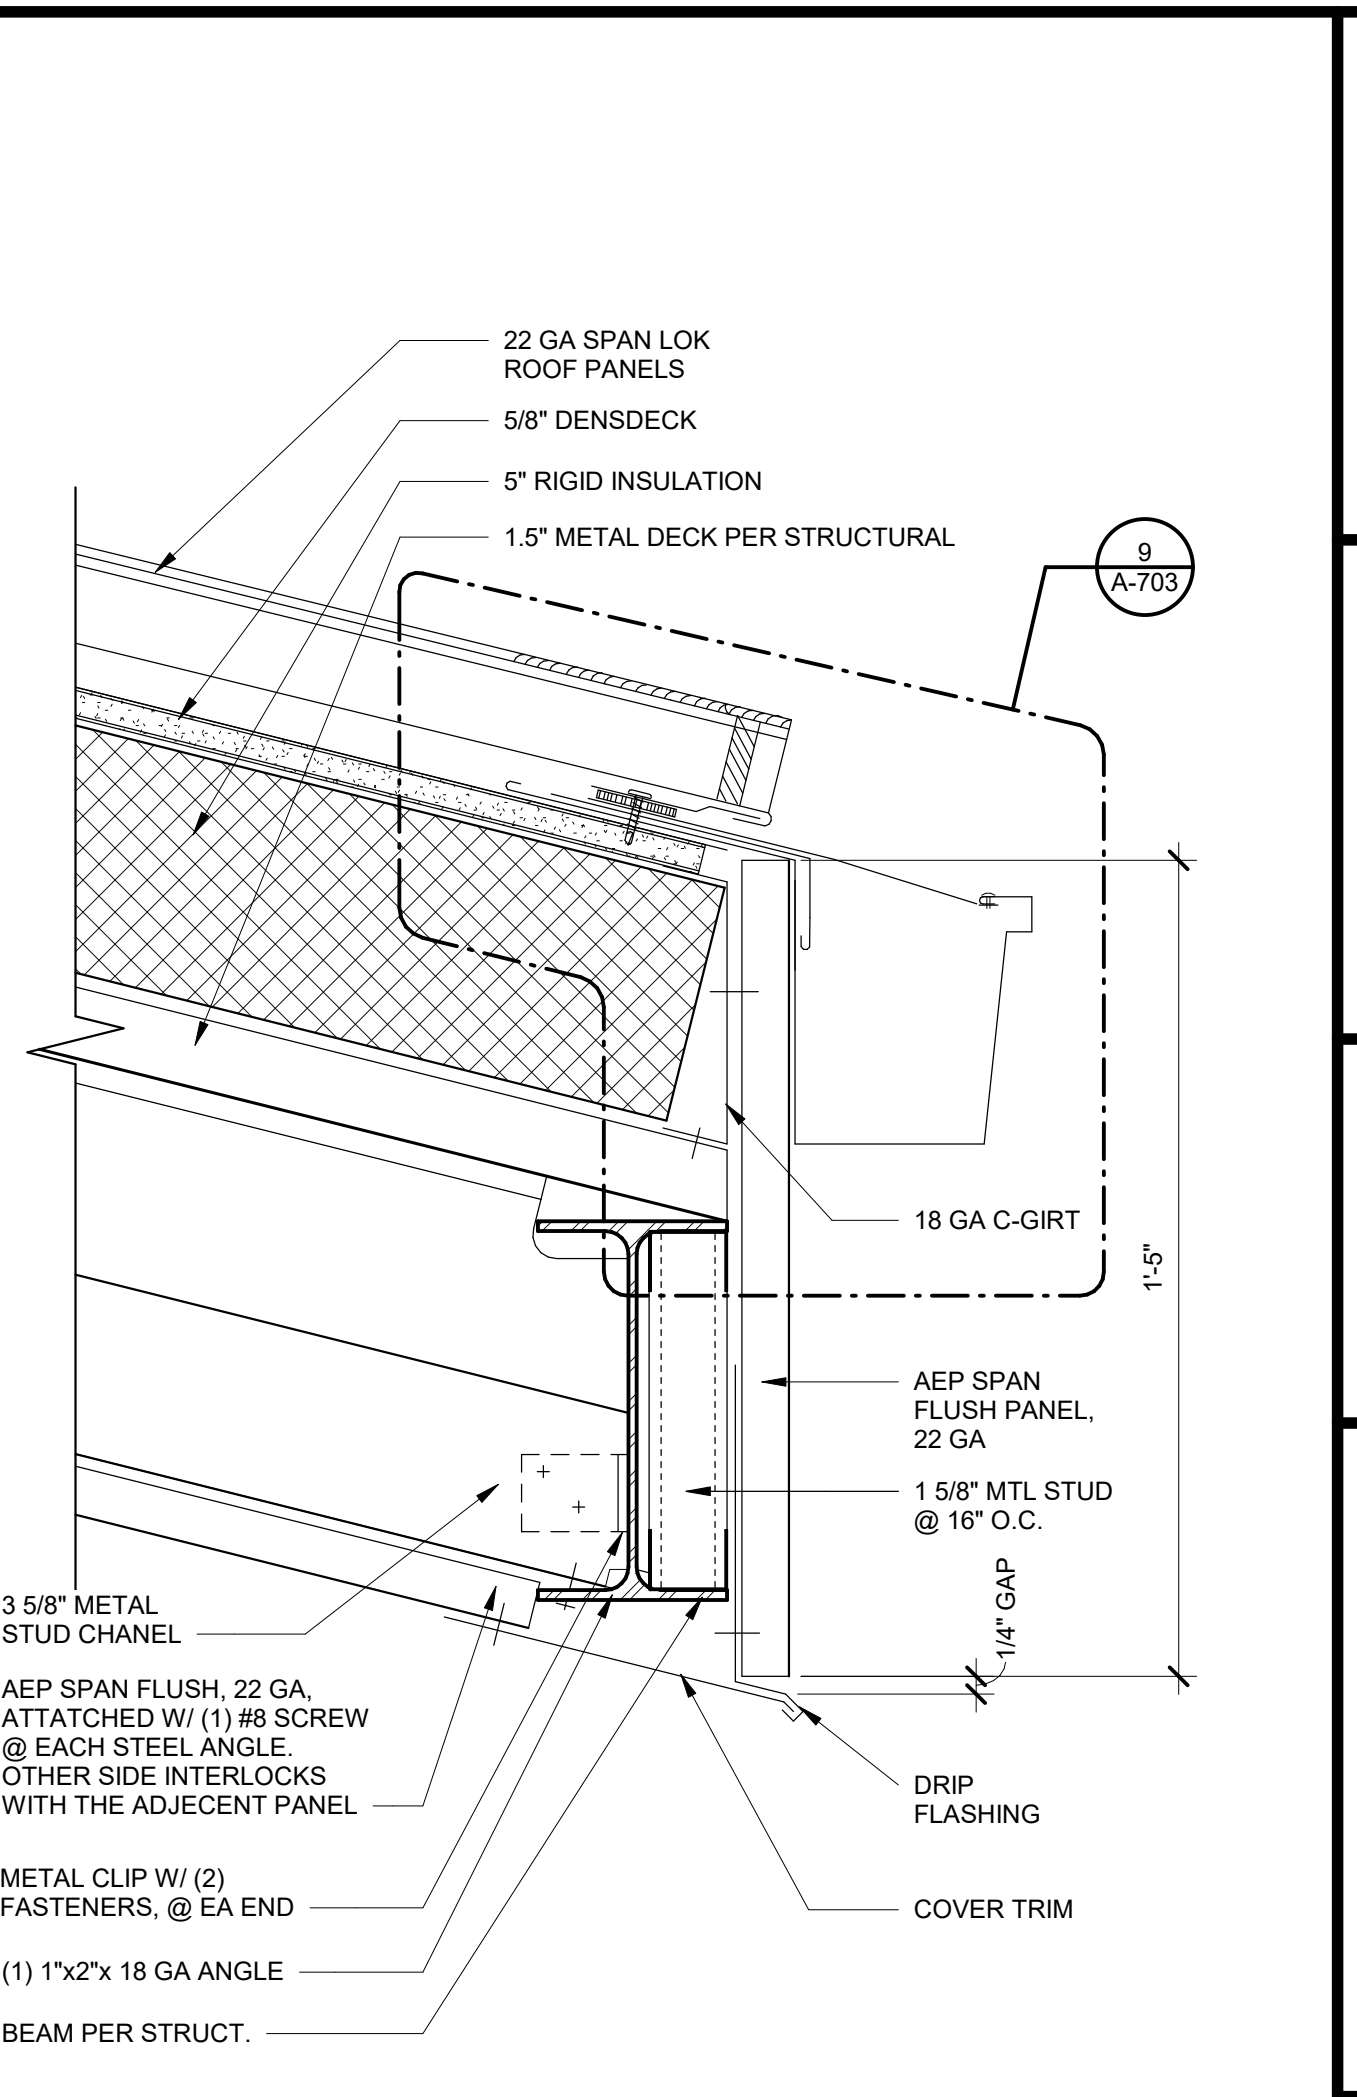 22 GA SPAN LOK
ROOF PANELS
5/8" DENSDECK
5" RIGID INSULATION
1.5" METAL DECK PER STRUCTURAL
9
A-703
18 GA C-GIRT
1'-5"
AEP SPAN
FLUSH PANEL,
22 GA
1 5/8" MTL STUD
@ 16" O.C.
1/4" GAP
3 5/8" METAL
STUD CHANEL
AEP SPAN FLUSH, 22 GA,
ATTATCHED W/ (1) #8 SCREW
@ EACH STEEL ANGLE.
OTHER SIDE INTERLOCKS
WITH THE ADJECENT PANEL
DRIP
FLASHING
METAL CLIP W/ (2)
FASTENERS, @ EA END
COVER TRIM
(1) 1"x2"x 18 GA ANGLE
BEAM PER STRUCT.